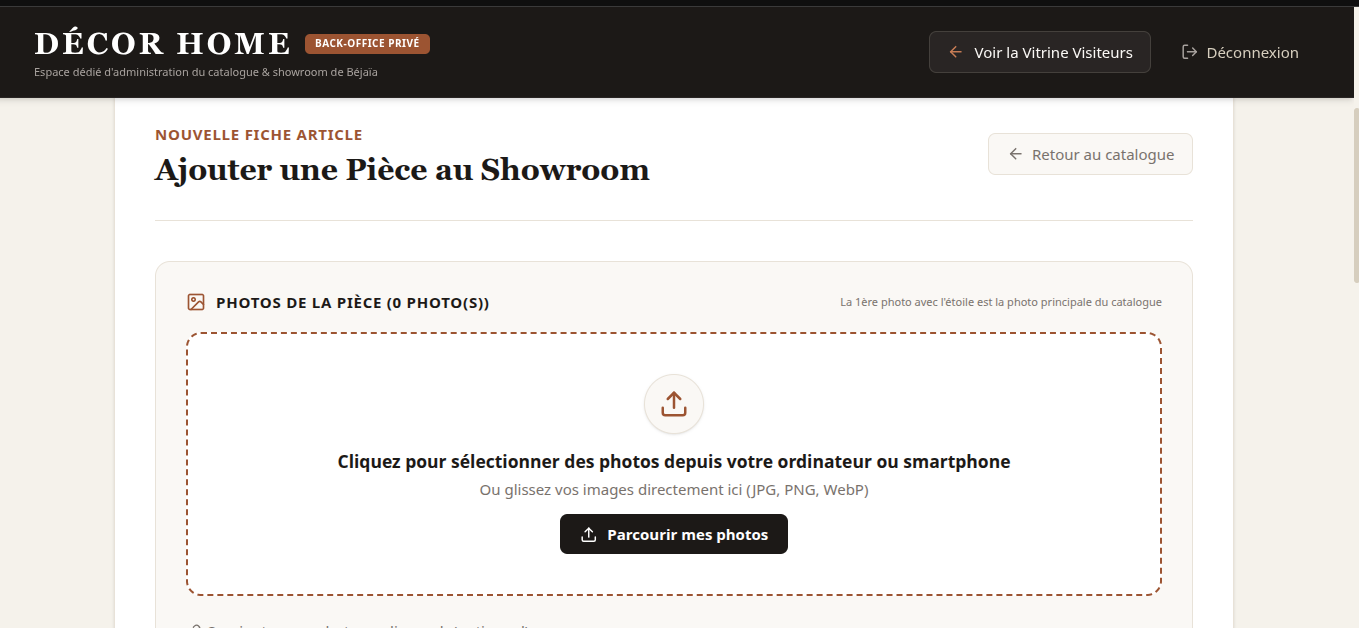 DÉCOR HOME BACK-OFFICE PRIVÉ
Espace dédié d'administration du catalogue & showroom de Béjaïa
Voir la Vitrine Visiteurs
Déconnexion
NOUVELLE FICHE ARTICLE
Ajouter une Pièce au Showroom
Retour au catalogue
PHOTOS DE LA PIÈCE (0 PHOTO(S))
La 1ère photo avec l'étoile est la photo principale du catalogue
Cliquez pour sélectionner des photos depuis votre ordinateur ou smartphone
Ou glissez vos images directement ici (JPG, PNG, WebP)
Parcourir mes photos